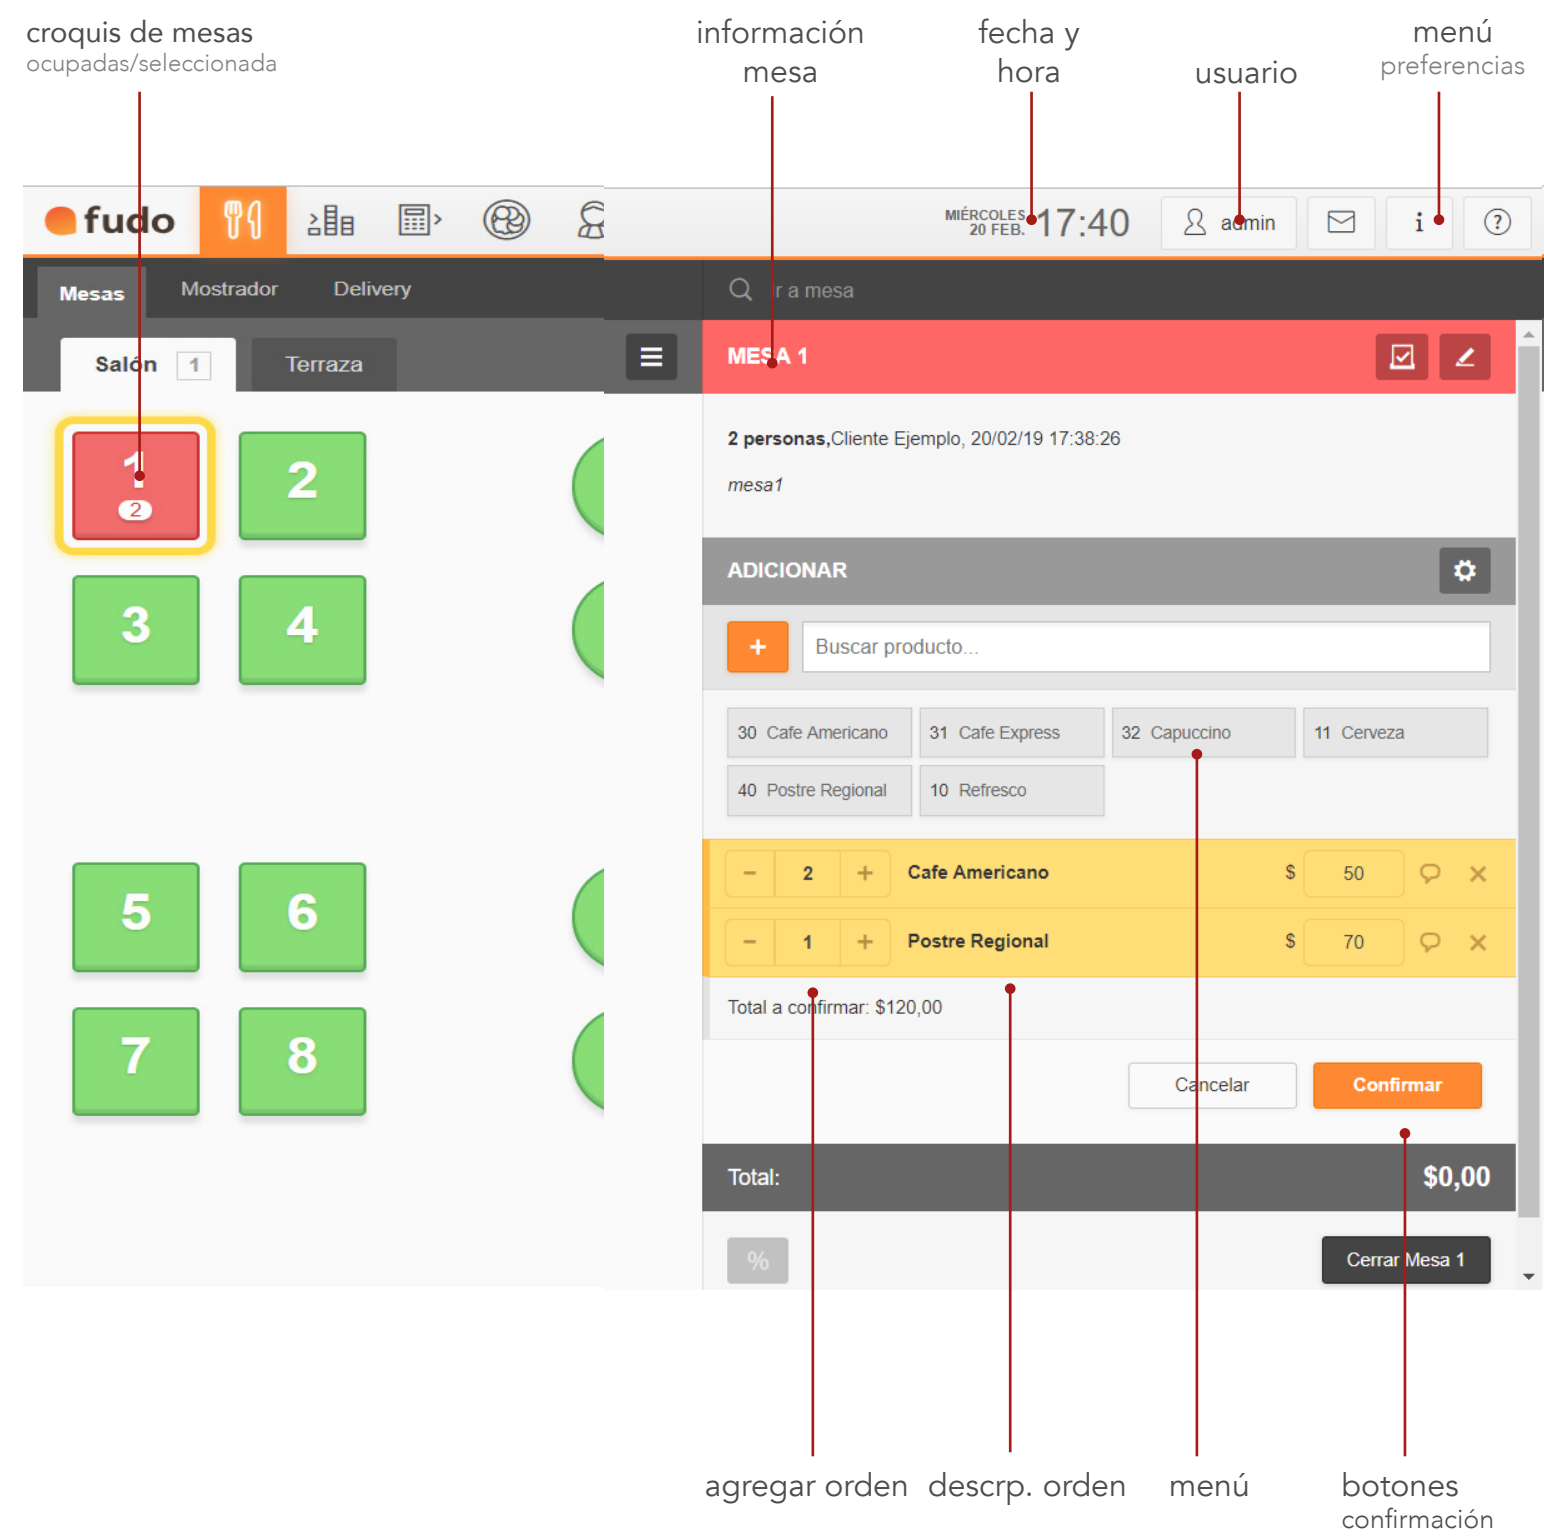 croquis de mesas
ocupadas/seleccionada
información
mesa
fecha y
hora
usuario
menú
preferencias
fudo
MIÉRCOLES
20 FEB.
17:40
admin
i
?
Mesas Mostrador Delivery
Ir a mesa
Salón 1 Terraza
MESA 1
1
2
2
3 4
5 6
7 8
2 personas,Cliente Ejemplo, 20/02/19 17:38:26
mesa1
ADICIONAR
+ Buscar producto...
30 Cafe Americano 31 Cafe Express 32 Capuccino 11 Cerveza
40 Postre Regional 10 Refresco
− 2 + Cafe Americano $ 50
− 1 + Postre Regional $ 70
Total a confirmar: $120,00
Cancelar Confirmar
Total: $0,00
% Cerrar Mesa 1
agregar orden descrp. orden menú botones
confirmación